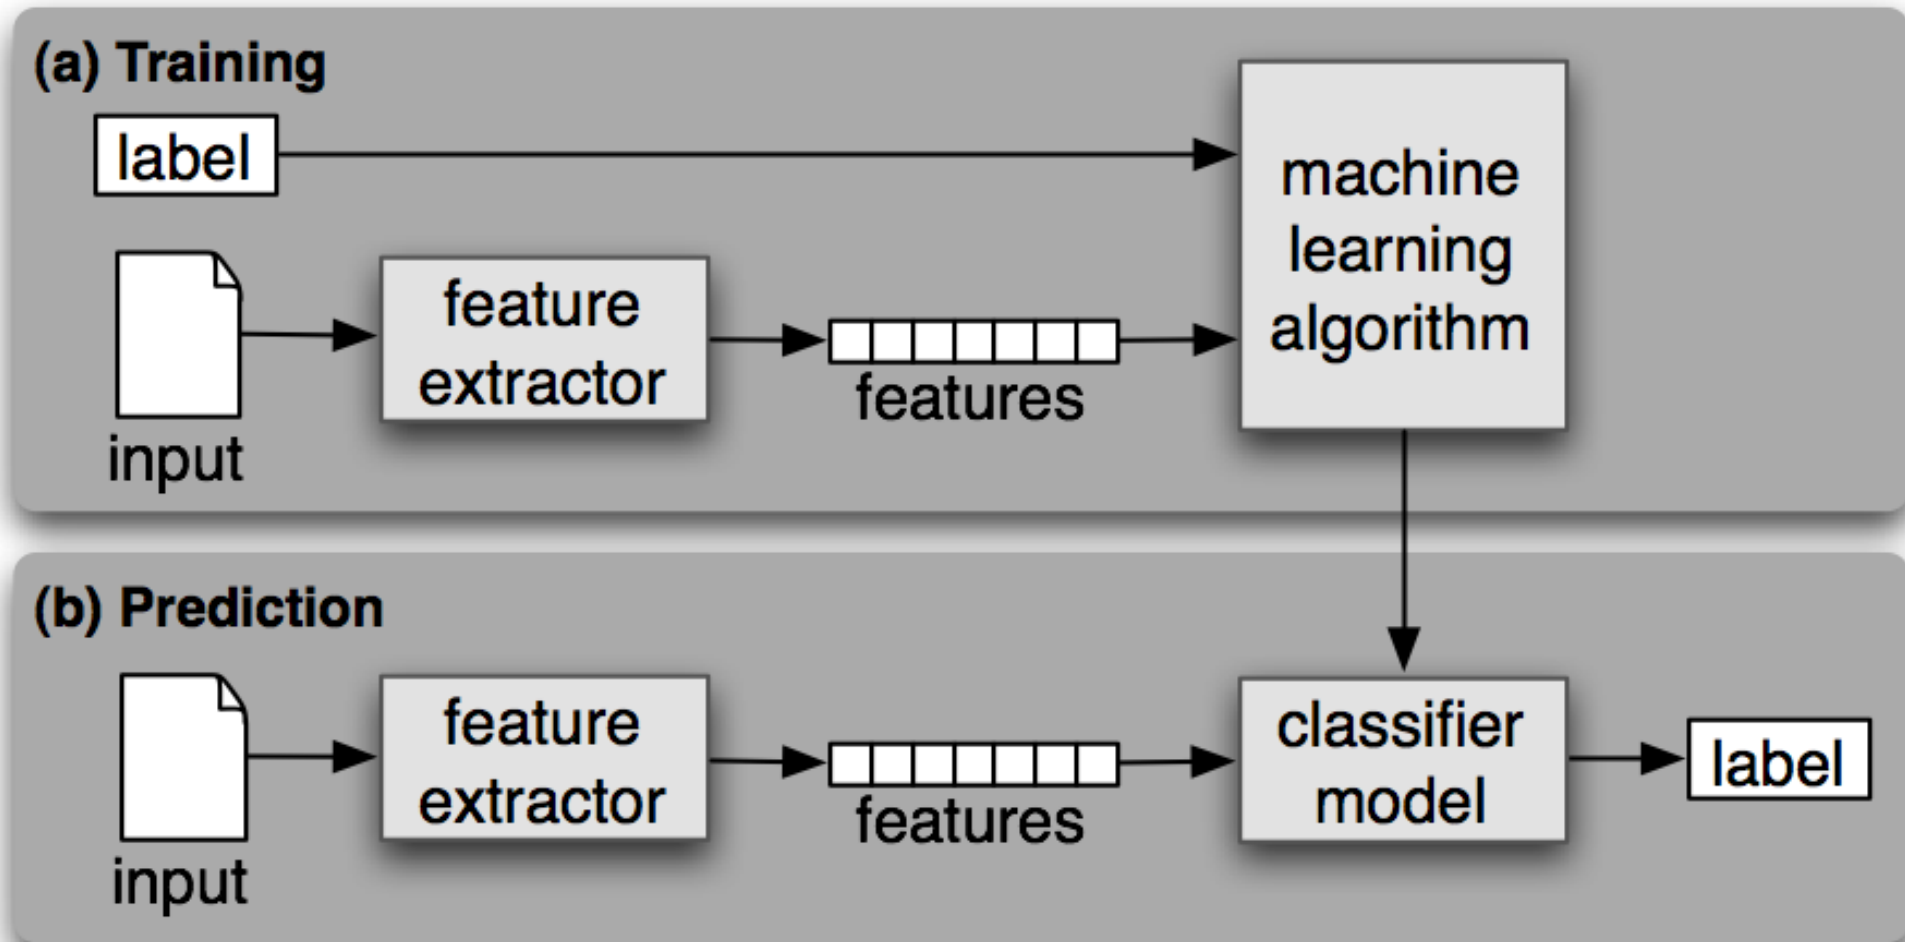 (a) Training
label
machine
learning
algorithm
feature
extractor
features
input
(b) Prediction
feature
extractor
features
classifier
model
label
input